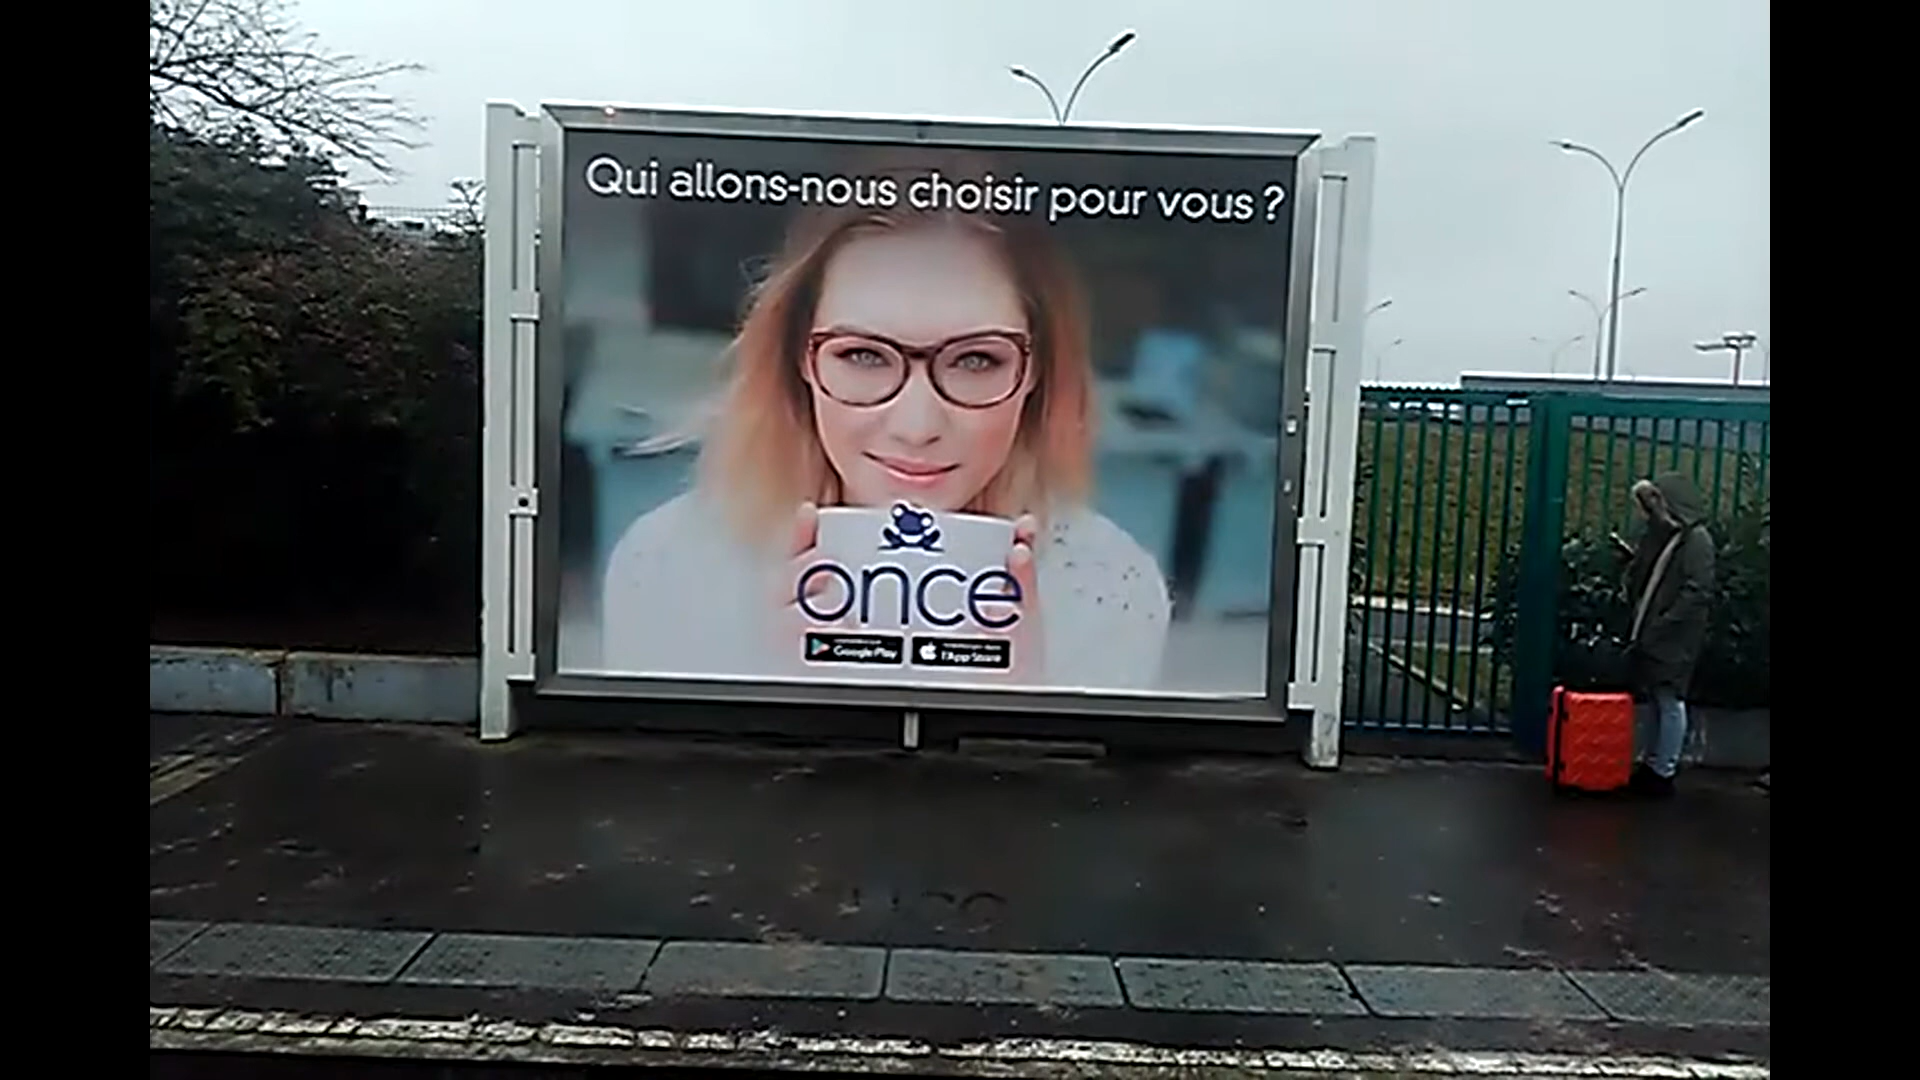 Qui allons-nous choisir pour vous ?
once
Google Play
l'App Store